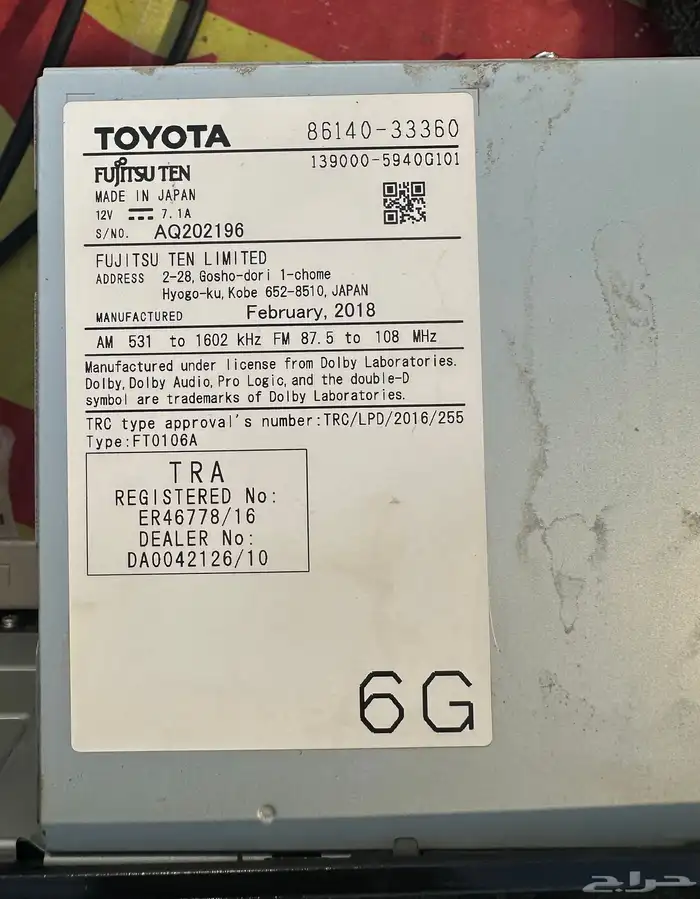 TOYOTA 86140-33360
FUJITSU TEN 139000-5940G101
MADE IN JAPAN
12V ⎓ 7.1A
S/NO. AQ202196
FUJITSU TEN LIMITED
ADDRESS 2-28, Gosho-dori 1-chome
Hyogo-ku, Kobe 652-8510, JAPAN
MANUFACTURED February, 2018
AM 531 to 1602 kHz FM 87.5 to 108 MHz
Manufactured under license from Dolby Laboratories.
Dolby, Dolby Audio, Pro Logic, and the double-D
symbol are trademarks of Dolby Laboratories.
TRC type approval's number:TRC/LPD/2016/255
Type:FT0106A
TRA
REGISTERED No:
ER46778/16
DEALER No:
DA0042126/10
6G
حراج